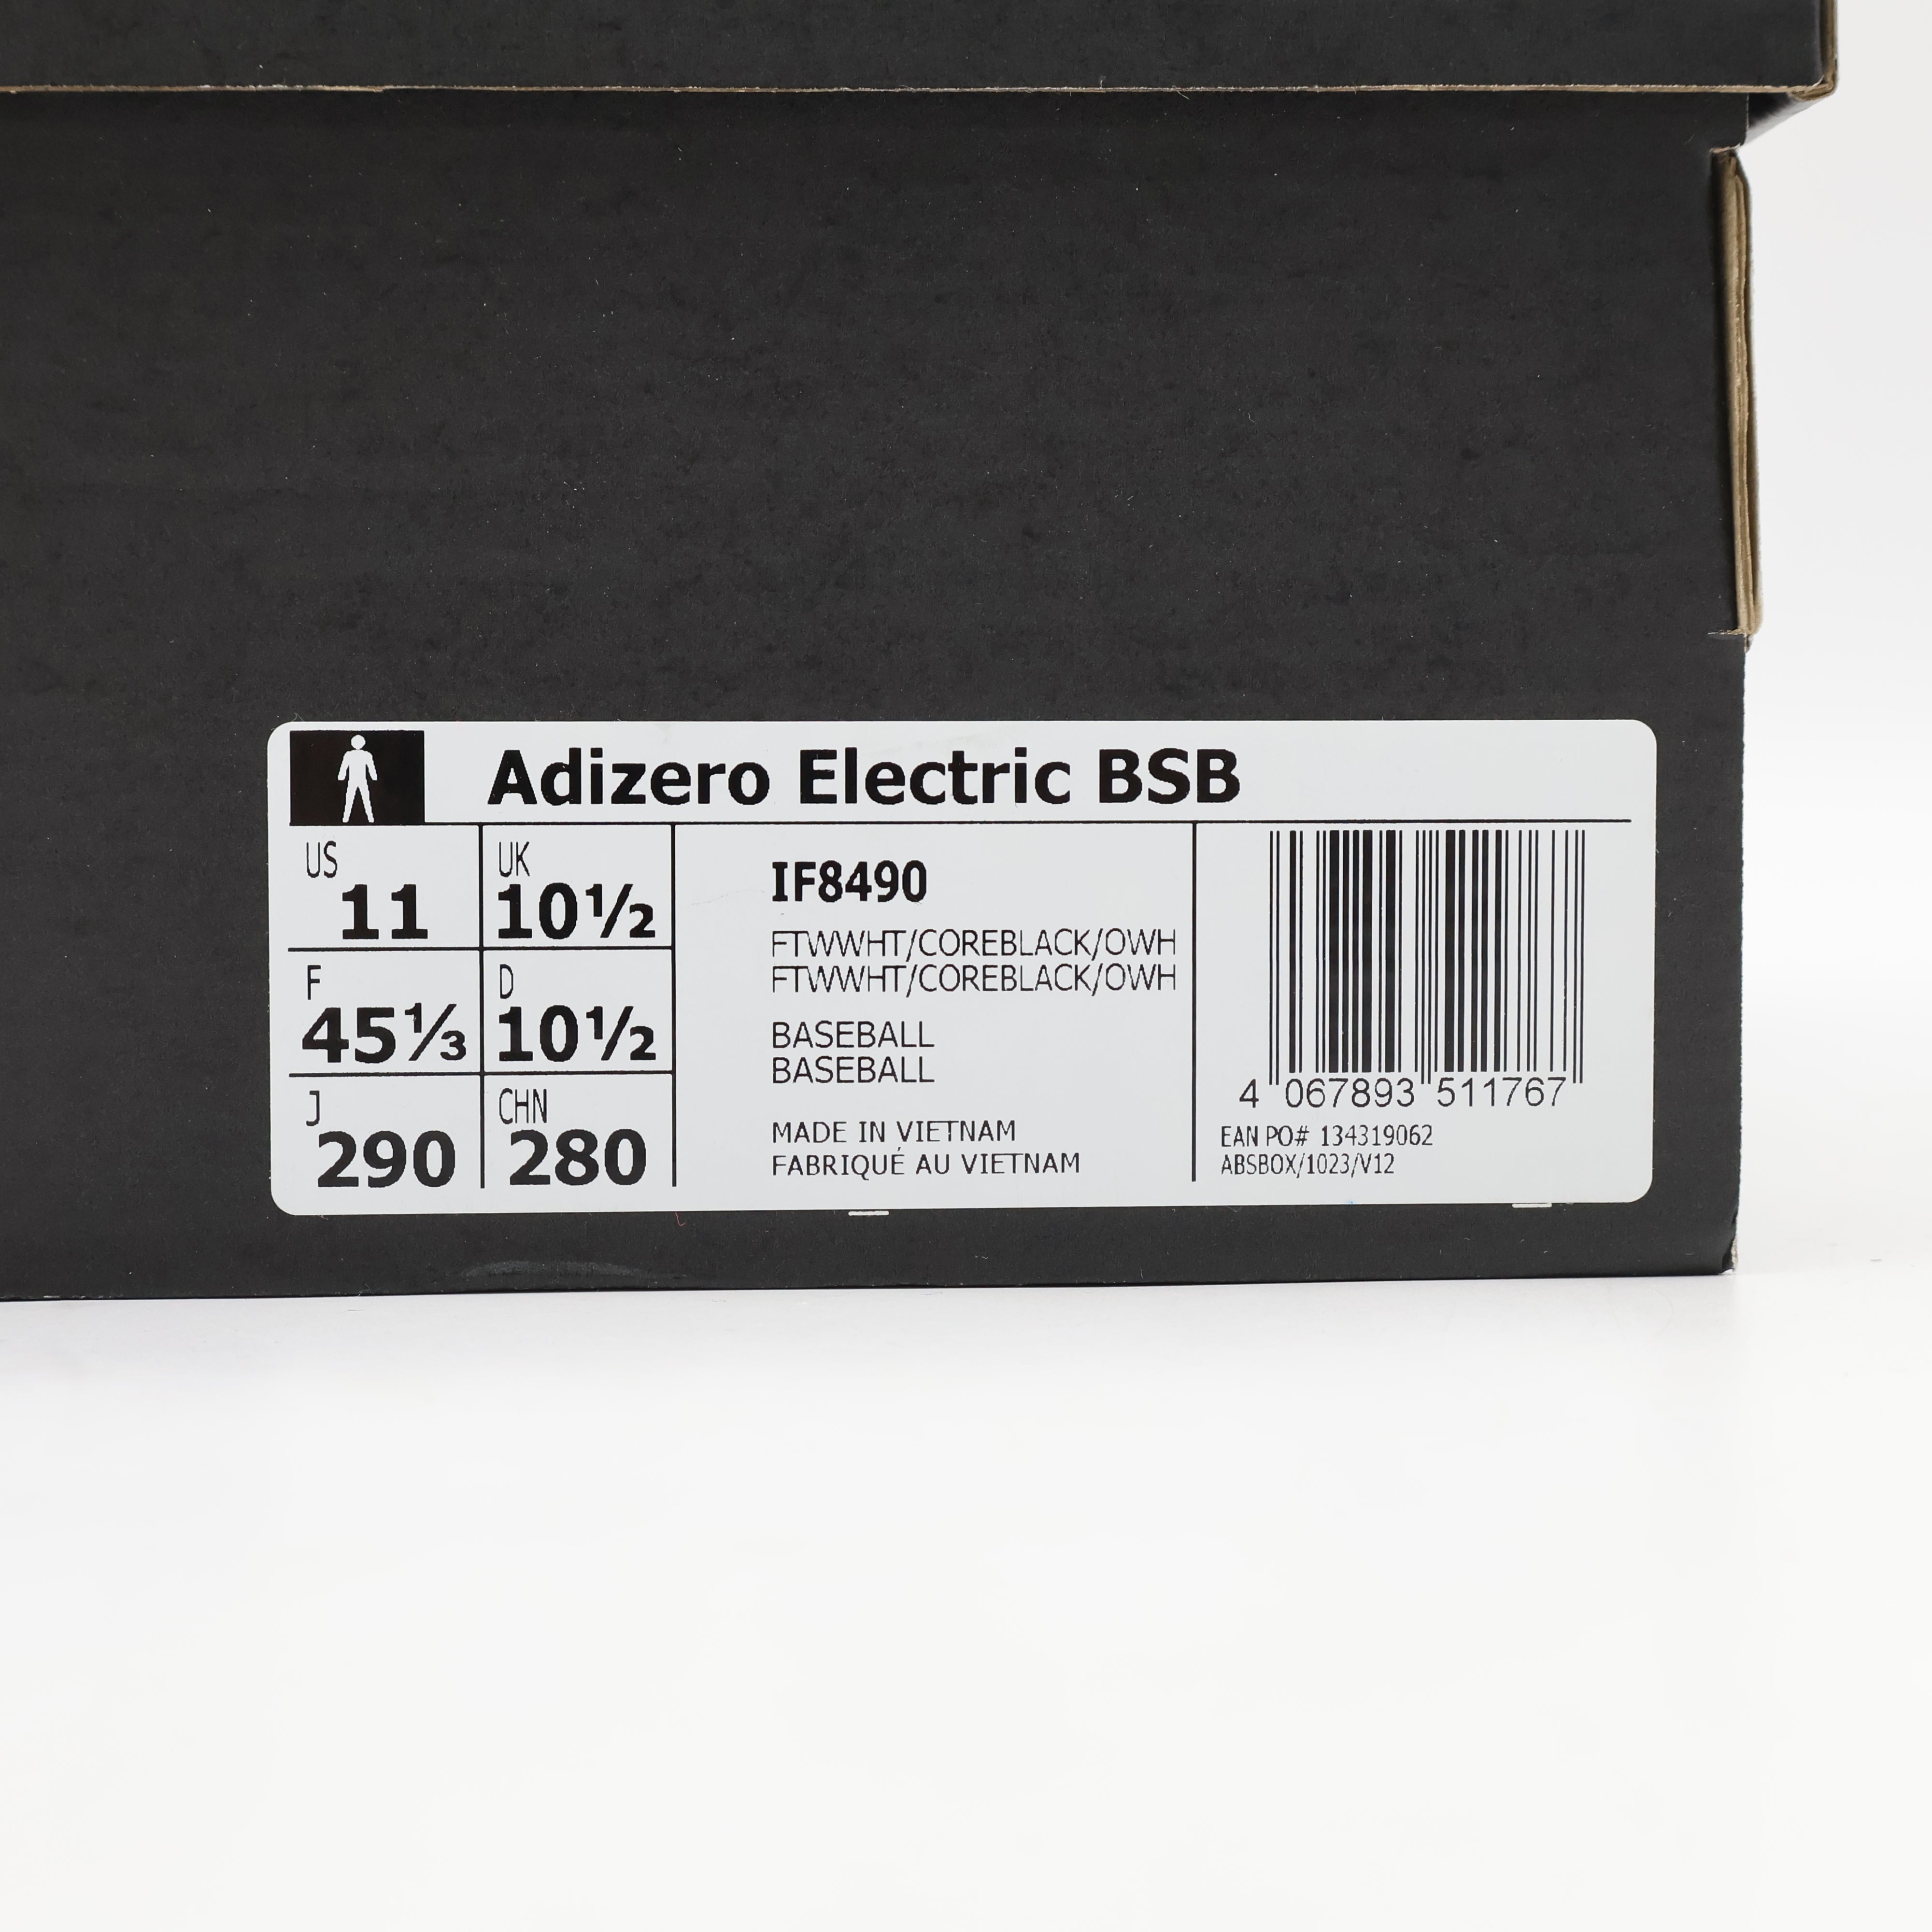 Adizero Electric BSB
US
11
UK
10½
F
45⅓
D
10½
J
290
CHN
280
IF8490
FTWWHT/COREBLACK/OWH
FTWWHT/COREBLACK/OWH
BASEBALL
BASEBALL
MADE IN VIETNAM
FABRIQUÉ AU VIETNAM
4 067893 511767
EAN PO# 134319062
ABSBOX/1023/V12